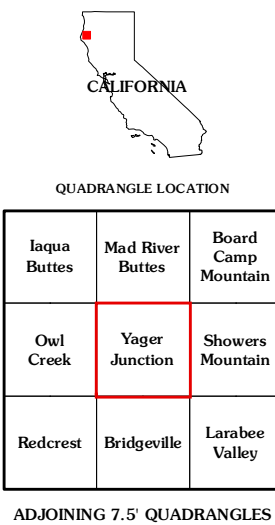 CALIFORNIA
QUADRANGLE LOCATION
Iaqua
Buttes
Mad River
Buttes
Board
Camp
Mountain
Owl
Creek
Yager
Junction
Showers
Mountain
Redcrest
Bridgeville
Larabee
Valley
ADJOINING 7.5' QUADRANGLES